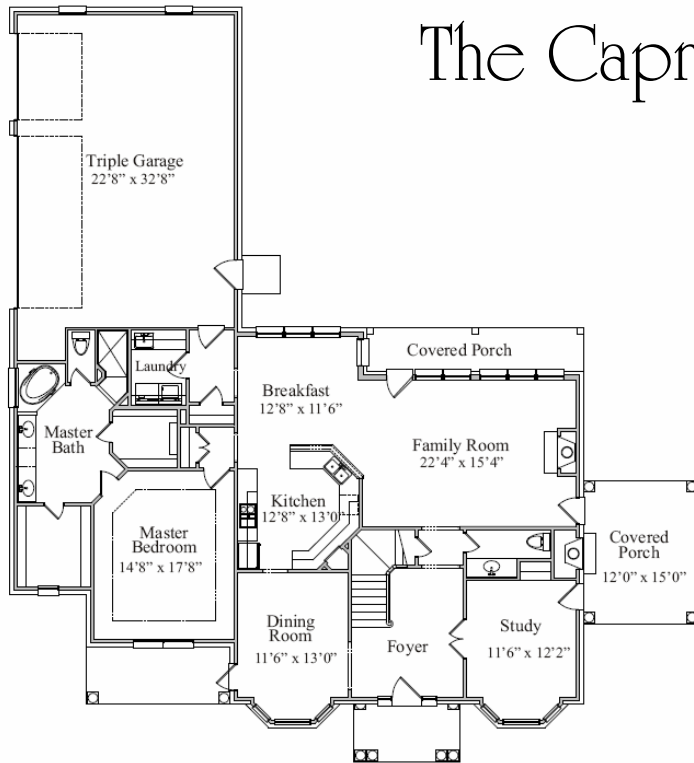 The Capr
Triple Garage
22'8" x 32'8"
Covered Porch
Laundry
Breakfast
12'8" x 11'6"
Master
Bath
Family Room
22'4" x 15'4"
Kitchen
12'8" x 13'0"
Master
Bedroom
14'8" x 17'8"
Covered
Porch
12'0" x 15'0"
Dining
Room
11'6" x 13'0"
Foyer
Study
11'6" x 12'2"